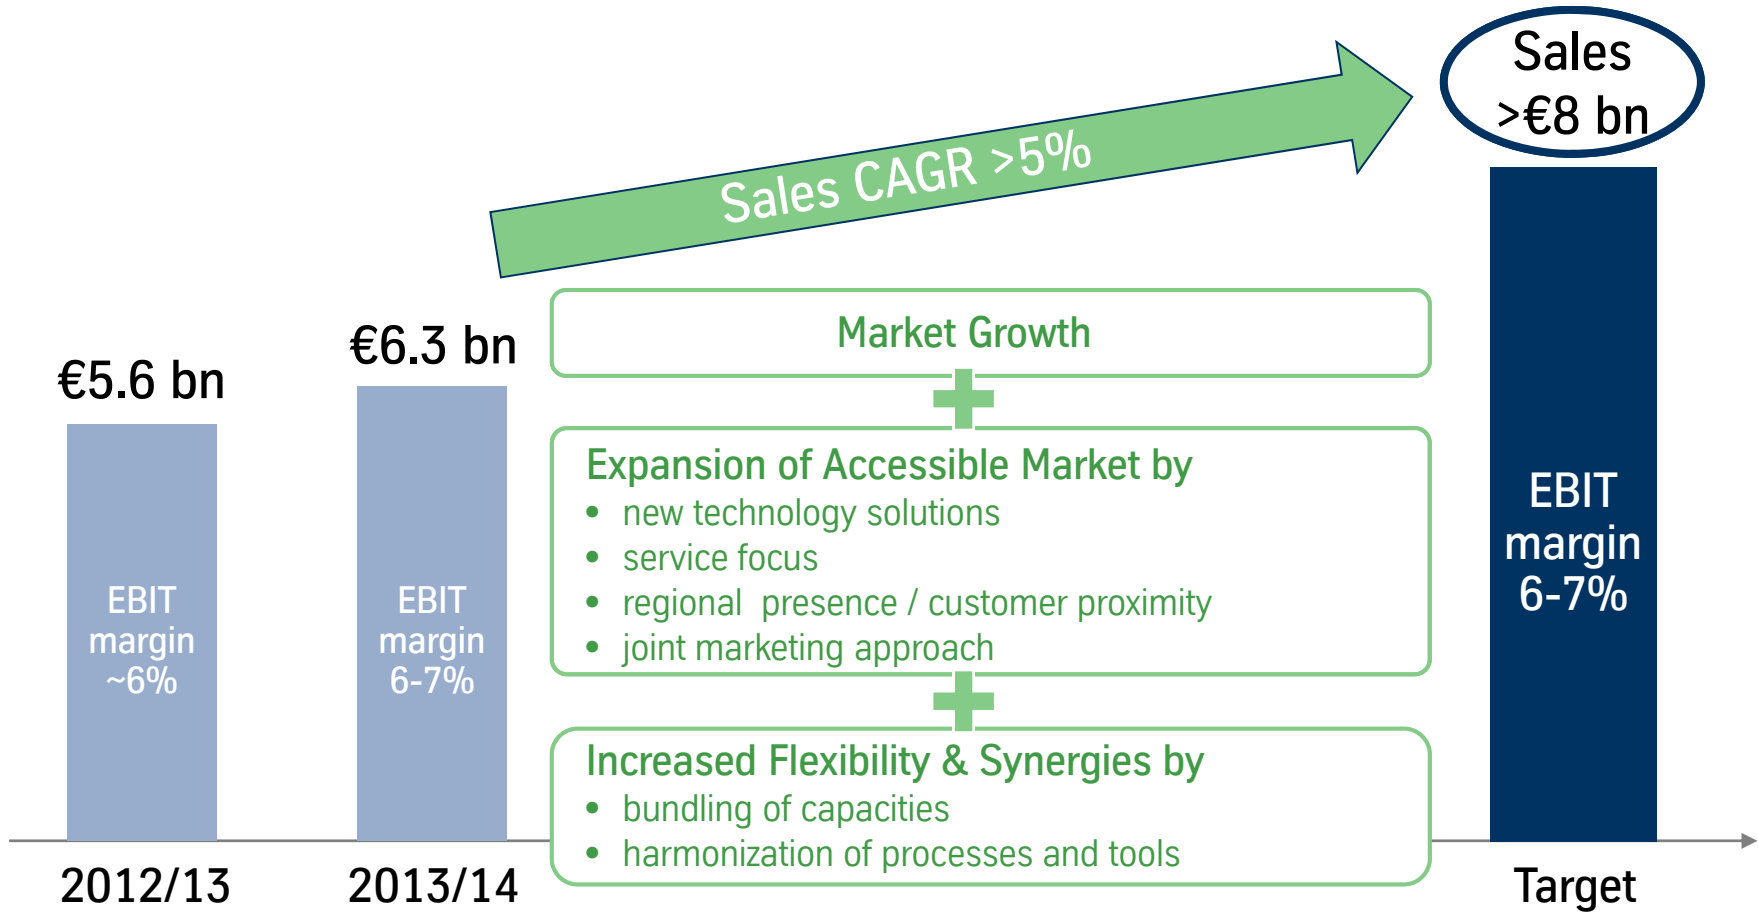 Sales
>€8 bn
Sales CAGR >5%
€5.6 bn
€6.3 bn
Market Growth
Expansion of Accessible Market by
• new technology solutions
• service focus
• regional  presence / customer proximity
• joint marketing approach
Increased Flexibility & Synergies by
• bundling of capacities
• harmonization of processes and tools
EBIT
margin
~6%
EBIT
margin
6-7%
EBIT
margin
6-7%
2012/13
2013/14
Target